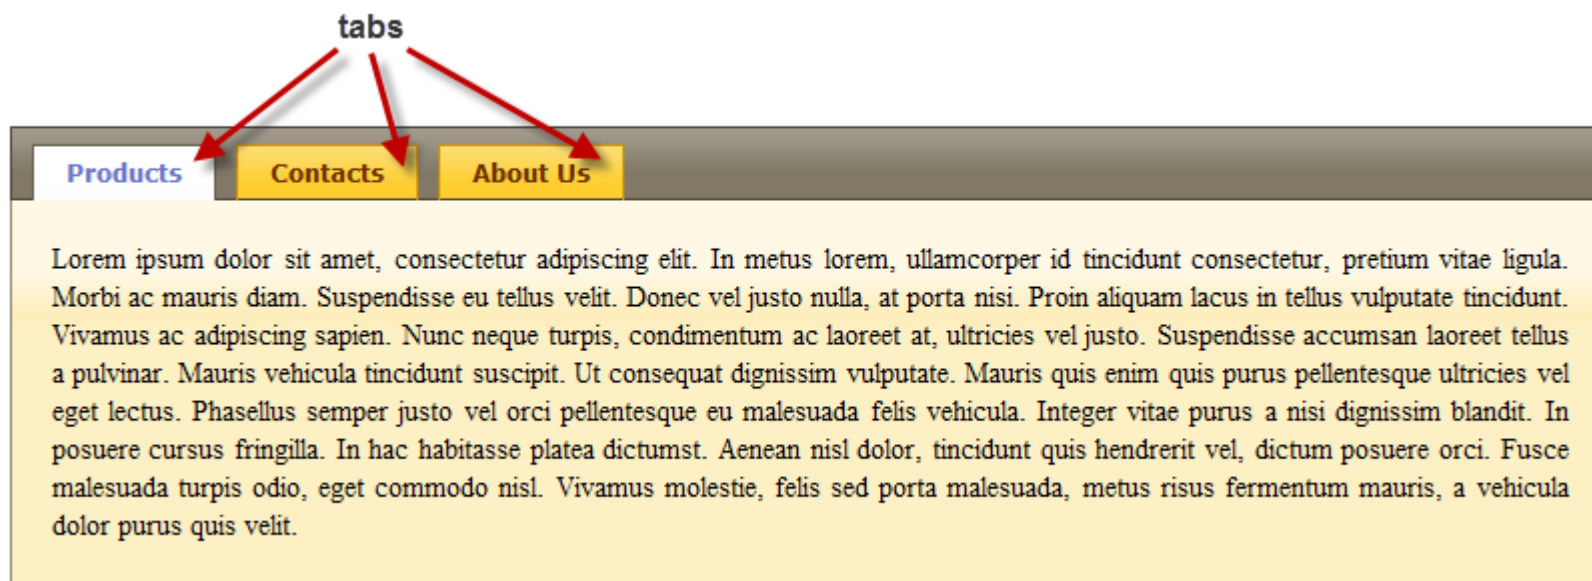 tabs
Products Contacts About Us
Lorem ipsum dolor sit amet, consectetur adipiscing elit. In metus lorem, ullamcorper id tincidunt consectetur, pretium vitae ligula.
Morbi ac mauris diam. Suspendisse eu tellus velit. Donec vel justo nulla, at porta nisi. Proin aliquam lacus in tellus vulputate tincidunt.
Vivamus ac adipiscing sapien. Nunc neque turpis, condimentum ac laoreet at, ultricies vel justo. Suspendisse accumsan laoreet tellus
a pulvinar. Mauris vehicula tincidunt suscipit. Ut consequat dignissim vulputate. Mauris quis enim quis purus pellentesque ultricies vel
eget lectus. Phasellus semper justo vel orci pellentesque eu malesuada felis vehicula. Integer vitae purus a nisi dignissim blandit. In
posuere cursus fringilla. In hac habitasse platea dictumst. Aenean nisl dolor, tincidunt quis hendrerit vel, dictum posuere orci. Fusce
malesuada turpis odio, eget commodo nisl. Vivamus molestie, felis sed porta malesuada, metus risus fermentum mauris, a vehicula
dolor purus quis velit.